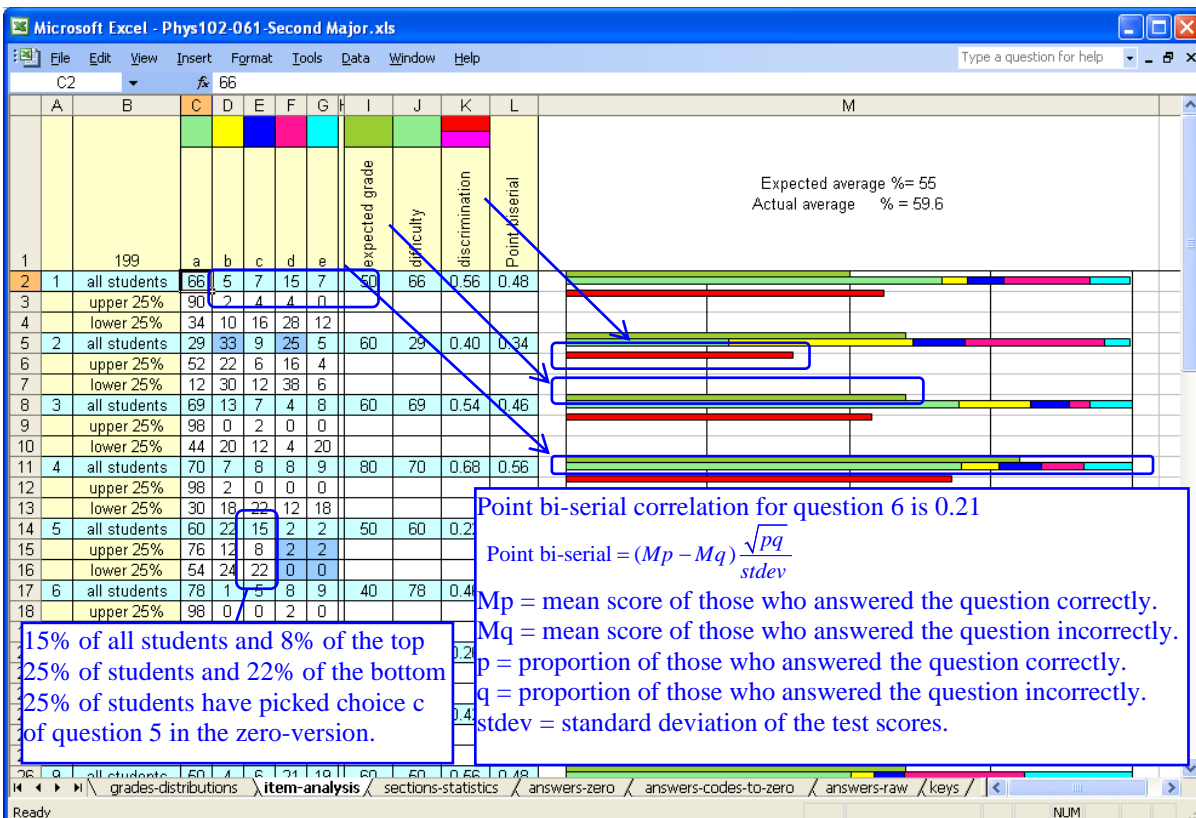 Microsoft Excel - Phys102-061-Second Major.xls
File Edit View Insert Format Tools Data Window Help Type a question for help
C2 fx 66
A B C D E F G H I J K L M
expected grade
difficulty
discrimination
Point biserial
Expected average %= 55
Actual average % = 59.6
1 199 a b c d e
2 1 all students 66 5 7 15 7 50 66 0.56 0.48
3 upper 25% 90 2 4 4 0
4 lower 25% 34 10 16 28 12
5 2 all students 29 33 9 25 5 60 29 0.40 0.34
6 upper 25% 52 22 6 16 4
7 lower 25% 12 30 12 38 6
8 3 all students 69 13 7 4 8 60 69 0.54 0.46
9 upper 25% 98 0 2 0 0
10 lower 25% 44 20 12 4 20
11 4 all students 70 7 8 8 9 80 70 0.68 0.56
12 upper 25% 98 2 0 0 0
13 lower 25% 30 18 22 12 18
14 5 all students 60 22 15 2 2 50 60
15 upper 25% 76 12 8 2 2
16 lower 25% 54 24 22 0 0
17 6 all students 78 1 5 8 9 40 78
18 upper 25% 98 0 0 2 0
Point bi-serial correlation for question 6 is 0.21
Point bi-serial = (Mp − Mq) √pq / stdev
Mp = mean score of those who answered the question correctly.
Mq = mean score of those who answered the question incorrectly.
p = proportion of those who answered the question correctly.
q = proportion of those who answered the question incorrectly.
stdev = standard deviation of the test scores.
15% of all students and 8% of the top
25% of students and 22% of the bottom
25% of students have picked choice c
of question 5 in the zero-version.
26 9 all students 50 4 6 21 19 60 50 0.56 0.48
grades-distributions item-analysis sections-statistics answers-zero answers-codes-to-zero answers-raw keys
Ready NUM